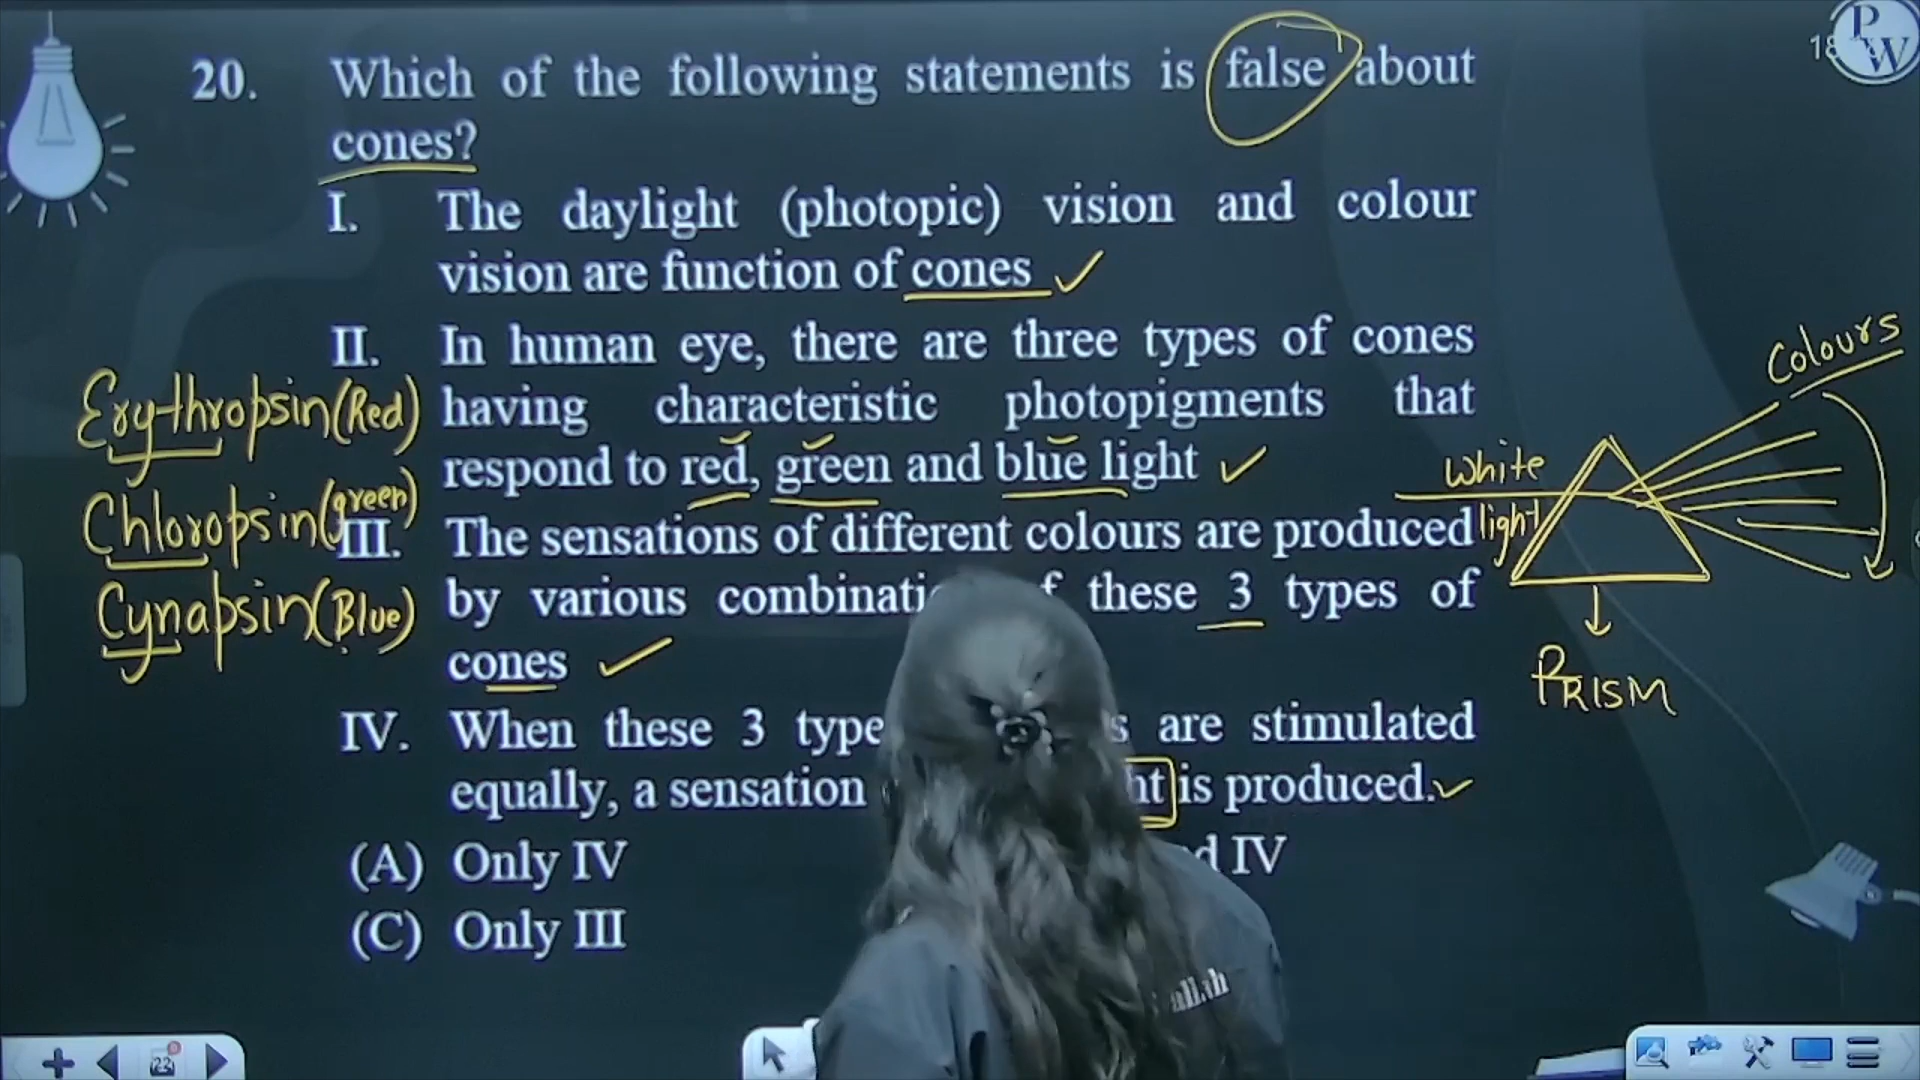 20. Which of the following statements is false about
cones?
I. The daylight (photopic) vision and colour
vision are function of cones
II. In human eye, there are three types of cones
having characteristic photopigments that
respond to red, green and blue light
III. The sensations of different colours are produced
by various these 3 types of
cones
IV. When these 3 are stimulated
equally, a sensation is produced.
(A) Only IV
IV
(C) Only III
Erythropsin (Red)
Chloropsin (green)
Cynapsin (Blue)
Colours
White
light
PRISM
PW
22